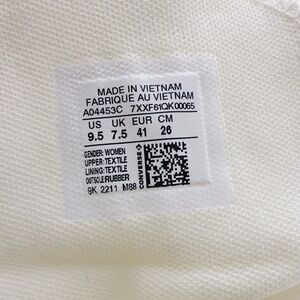 MADE IN VIETNAM
FABRIQUE AU VIETNAM
A04453C 7XXF61QK00065
US UK EUR CM
9.5 7.5 41 26
GENDER: WOMEN
UPPER: TEXTILE
LINING: TEXTILE
OUTSOLE: RUBBER
CONVERSE
9K 2211 M88